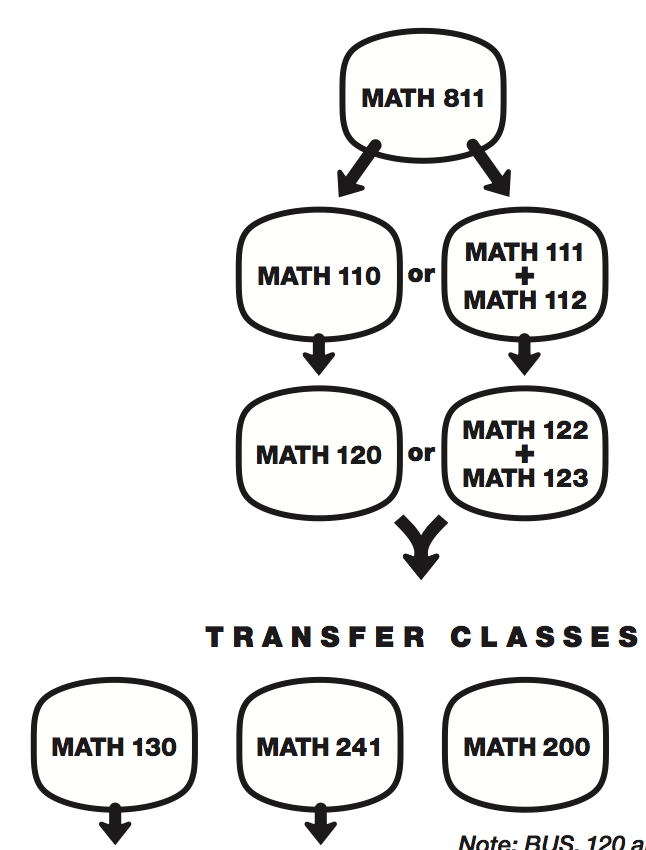 MATH 811
MATH 110 or MATH 111
+
MATH 112
MATH 120 or MATH 122
+
MATH 123
TRANSFER CLASSES
MATH 130
MATH 241
MATH 200
Note: BUS. 120